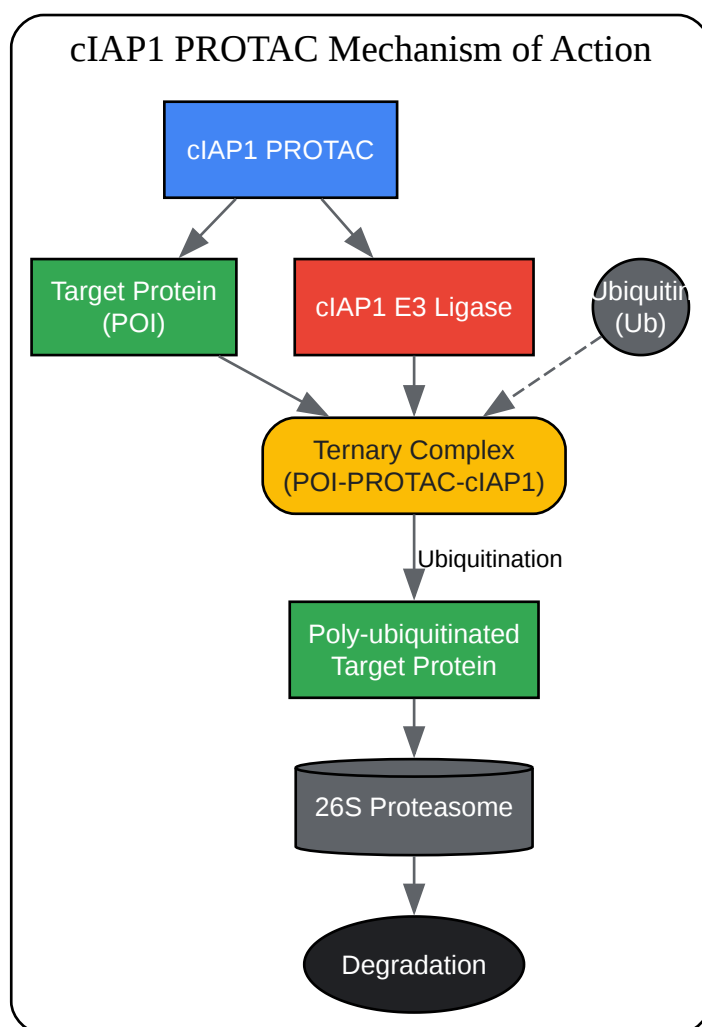 cIAP1 PROTAC Mechanism of Action
cIAP1 PROTAC
Target Protein
(POI)
cIAP1 E3 Ligase
Ubiquitin
(Ub)
Ternary Complex
(POI-PROTAC-cIAP1)
Ubiquitination
Poly-ubiquitinated
Target Protein
26S Proteasome
Degradation